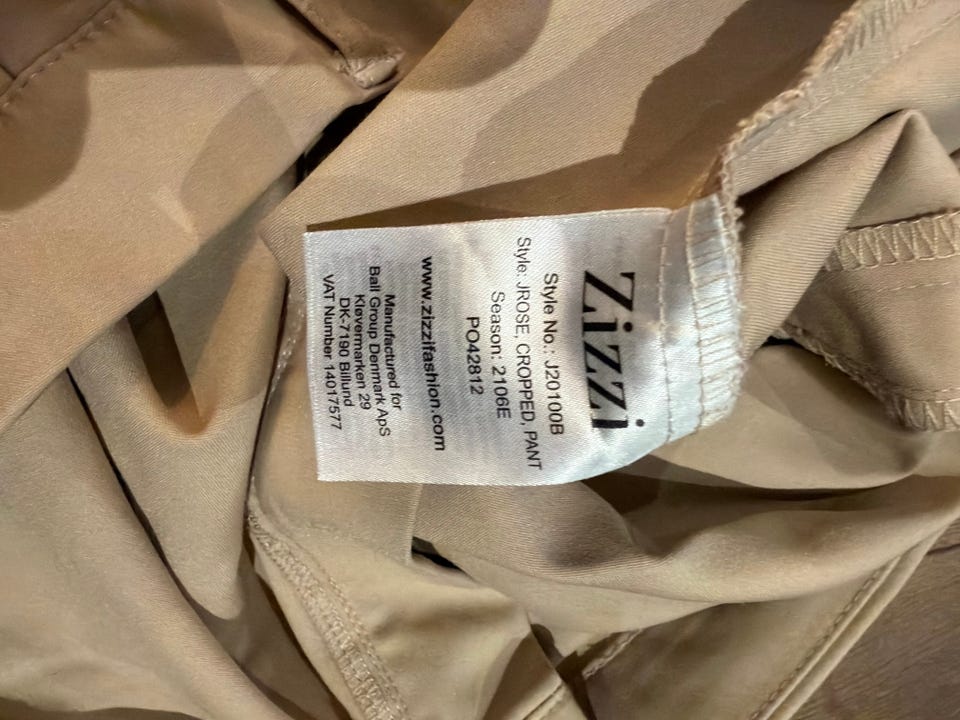 Zizzi
Style No.: J20100B
Style: JROSE, CROPPED, PANT
Season: 2106E
PO42812
www.zizzifashion.com
Manufactured for
Ball Group Denmark ApS
Kløvermarken 29
DK-7190 Billund
VAT Number 14017577